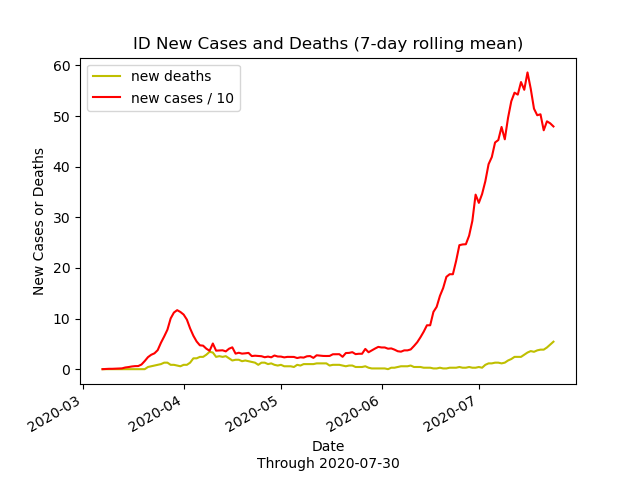 ID New Cases and Deaths (7-day rolling mean)
new deaths
new cases / 10
60
50
40
30
20
10
0
New Cases or Deaths
2020-03
2020-04
2020-05
2020-06
2020-07
Date
Through 2020-07-30